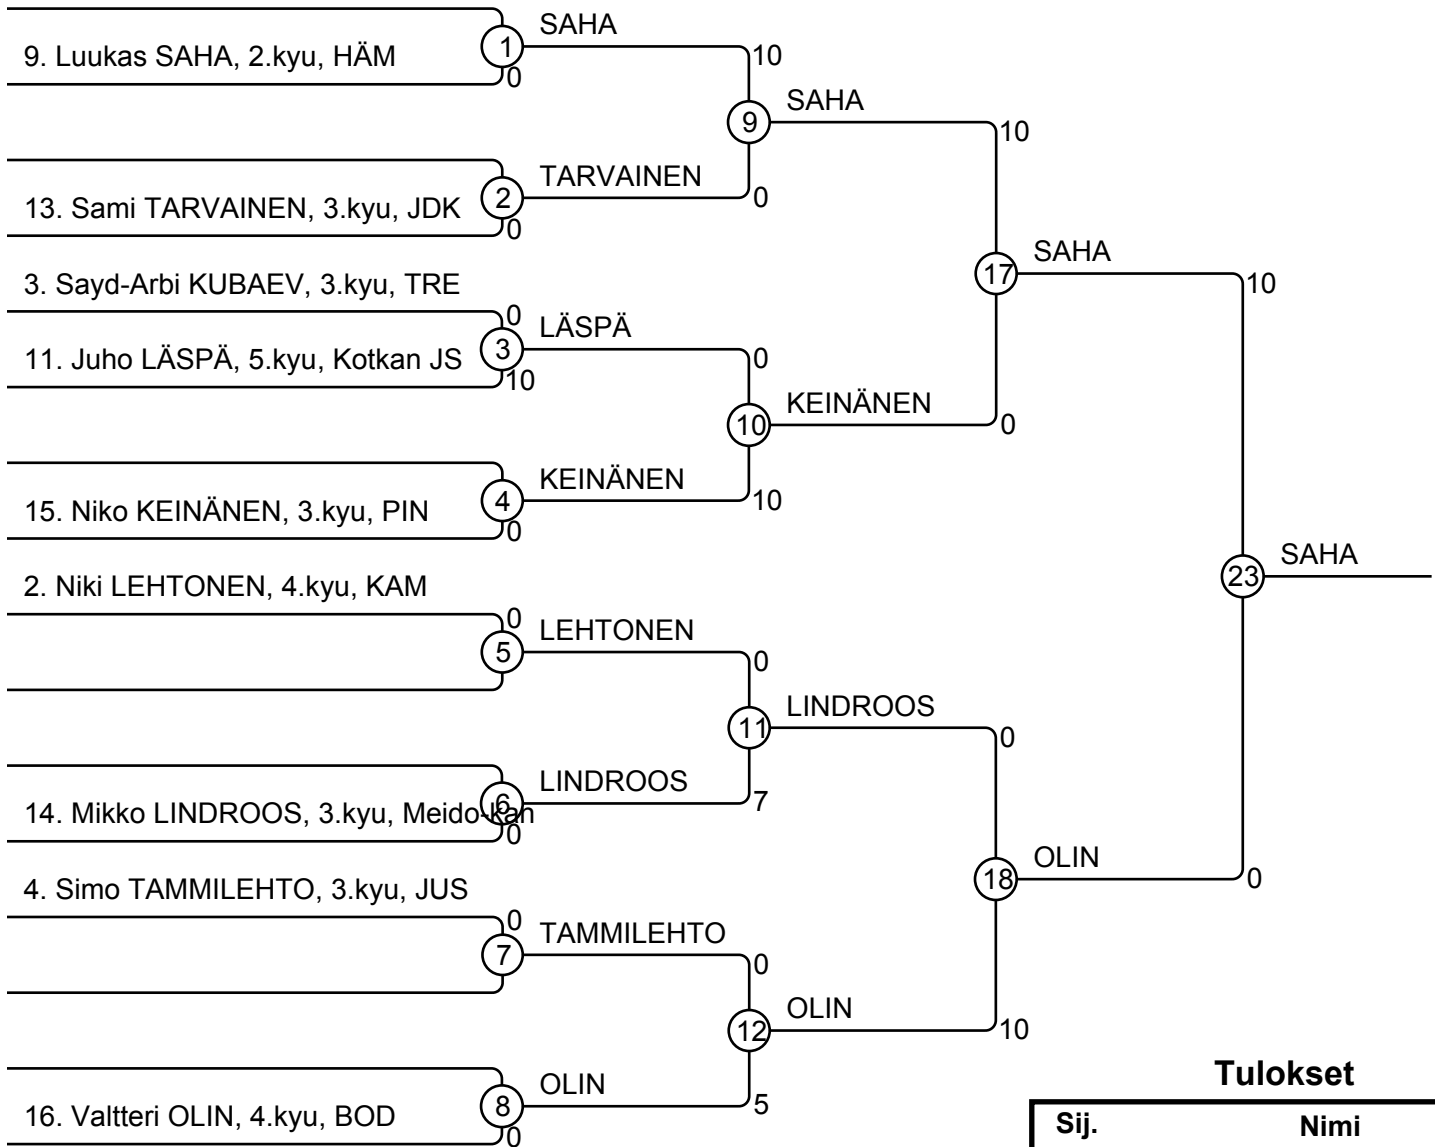 SAHA
9. Luukas SAHA, 2.kyu, HÄM
1
0
10
SAHA
9
10
TARVAINEN
13. Sami TARVAINEN, 3.kyu, JDK
2
0
0
SAHA
17
10
3. Sayd-Arbi KUBAEV, 3.kyu, TRE
0
LÄSPÄ
11. Juho LÄSPÄ, 5.kyu, Kotkan JS
3
10
0
KEINÄNEN
10
0
KEINÄNEN
15. Niko KEINÄNEN, 3.kyu, PIN
4
0
10
SAHA
23
2. Niki LEHTONEN, 4.kyu, KAM
0
LEHTONEN
5
0
LINDROOS
11
0
LINDROOS
14. Mikko LINDROOS, 3.kyu, Meido-kan
6
0
7
OLIN
18
0
4. Simo TAMMILEHTO, 3.kyu, JUS
0
TAMMILEHTO
7
0
OLIN
12
10
OLIN
16. Valtteri OLIN, 4.kyu, BOD
8
0
5
Tulokset
Sij. Nimi